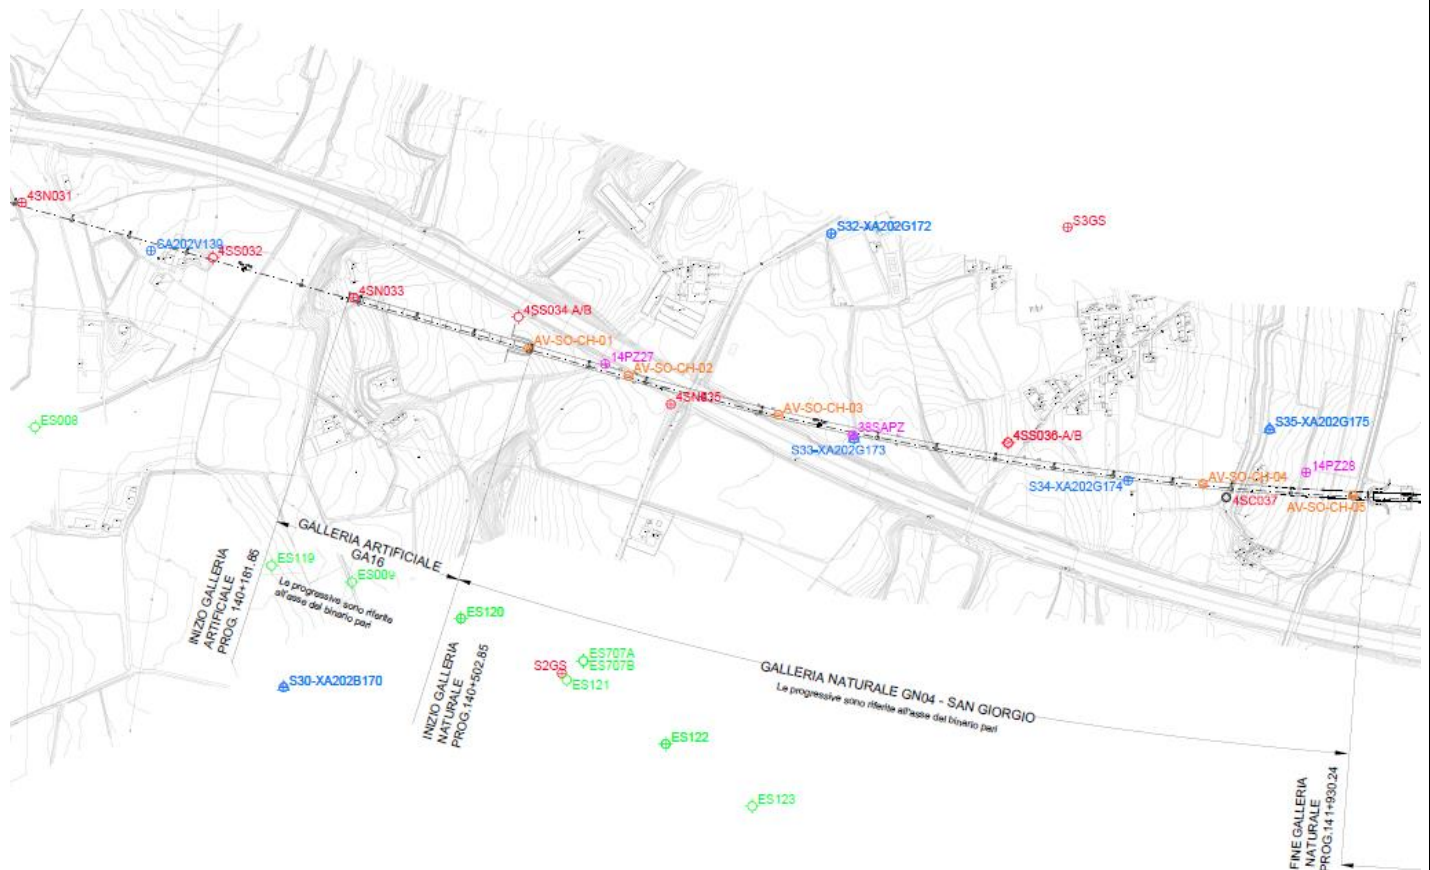 4SN031
SA202V139
4SS032
4SN033
4SS034-A/B
AV-SO-CH-01
14PZ27
AV-SO-CH-02
4SN035
AV-SO-CH-03
38SAPZ
S33-XA202G173
S32-XA202G172
S3GS
4SS036-A/B
S34-XA202G174
AV-SO-CH-04
4SC037
S35-XA202G175
14PZ28
AV-SO-CH-05
ES008
ES119
ES009
ES120
ES707A
ES707B
S2GS
ES121
ES122
ES123
S30-XA202B170
GALLERIA ARTIFICIALE
GA16
Le progressive sono riferite
all'asse del binario pari
INIZIO GALLERIA
ARTIFICIALE
PROG. 140+181.86
INIZIO GALLERIA
NATURALE
PROG.140+502.85
GALLERIA NATURALE GN04 - SAN GIORGIO
Le progressive sono riferite all'asse del binario pari
FINE GALLERIA
NATURALE
PROG.141+930.24